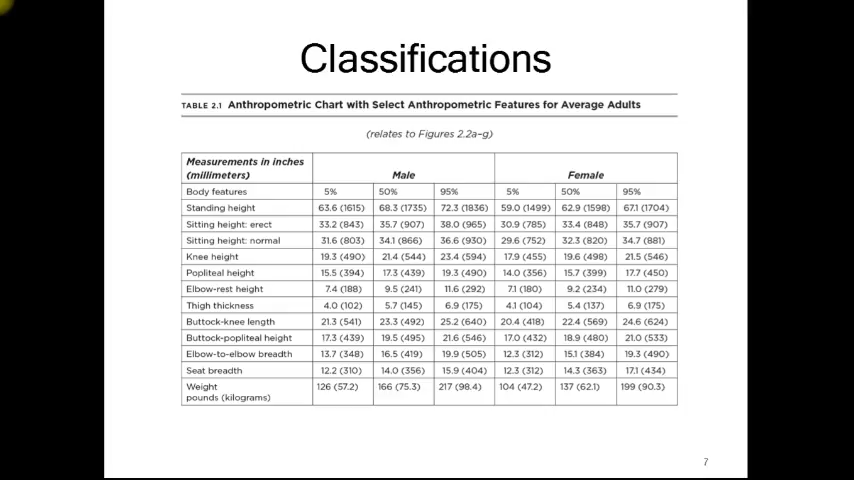 Classifications
TABLE 2.1 Anthropometric Chart with Select Anthropometric Features for Average Adults
(relates to Figures 2.2a–g)
Measurements in inches
(millimeters) Male Female
Body features 5% 50% 95% 5% 50% 95%
Standing height 63.6 (1615) 68.3 (1735) 72.3 (1836) 59.0 (1499) 62.9 (1598) 67.1 (1704)
Sitting height: erect 33.2 (843) 35.7 (907) 38.0 (965) 30.9 (785) 33.4 (848) 35.7 (907)
Sitting height: normal 31.6 (803) 34.1 (866) 36.6 (930) 29.6 (752) 32.3 (820) 34.7 (881)
Knee height 19.3 (490) 21.4 (544) 23.4 (594) 17.9 (455) 19.6 (498) 21.5 (546)
Popliteal height 15.5 (394) 17.3 (439) 19.3 (490) 14.0 (356) 15.7 (399) 17.7 (450)
Elbow-rest height 7.4 (188) 9.5 (241) 11.6 (292) 7.1 (180) 9.2 (234) 11.0 (279)
Thigh thickness 4.0 (102) 5.7 (145) 6.9 (175) 4.1 (104) 5.4 (137) 6.9 (175)
Buttock-knee length 21.3 (541) 23.3 (492) 25.2 (640) 20.4 (418) 22.4 (569) 24.6 (624)
Buttock-popliteal height 17.3 (439) 19.5 (495) 21.6 (546) 17.0 (432) 18.9 (480) 21.0 (533)
Elbow-to-elbow breadth 13.7 (348) 16.5 (419) 19.9 (505) 12.3 (312) 15.1 (384) 19.3 (490)
Seat breadth 12.2 (310) 14.0 (356) 15.9 (404) 12.3 (312) 14.3 (363) 17.1 (434)
Weight 126 (57.2) 166 (75.3) 217 (98.4) 104 (47.2) 137 (62.1) 199 (90.3)
pounds (kilograms)
7